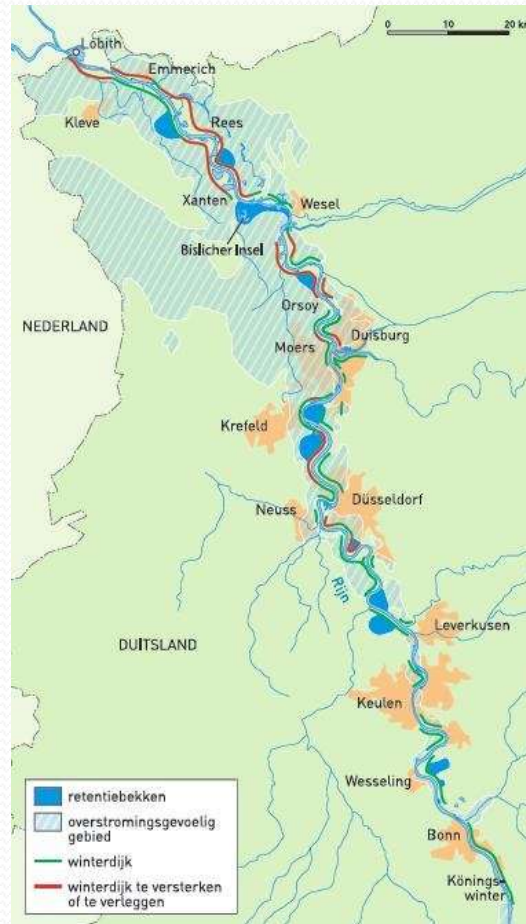 0 10 20 km
Lobith
Emmerich
Kleve
Rees
Xanten
Wesel
Bislicher Insel
Orsoy
NEDERLAND
Moers
Duisburg
Krefeld
Neuss
Düsseldorf
Rijn
Leverkusen
DUITSLAND
Keulen
Wesseling
Bonn
Königs-
winter
retentiebekken
overstromingsgevoelig
gebied
winterdijk
winterdijk te versterken
of te verleggen